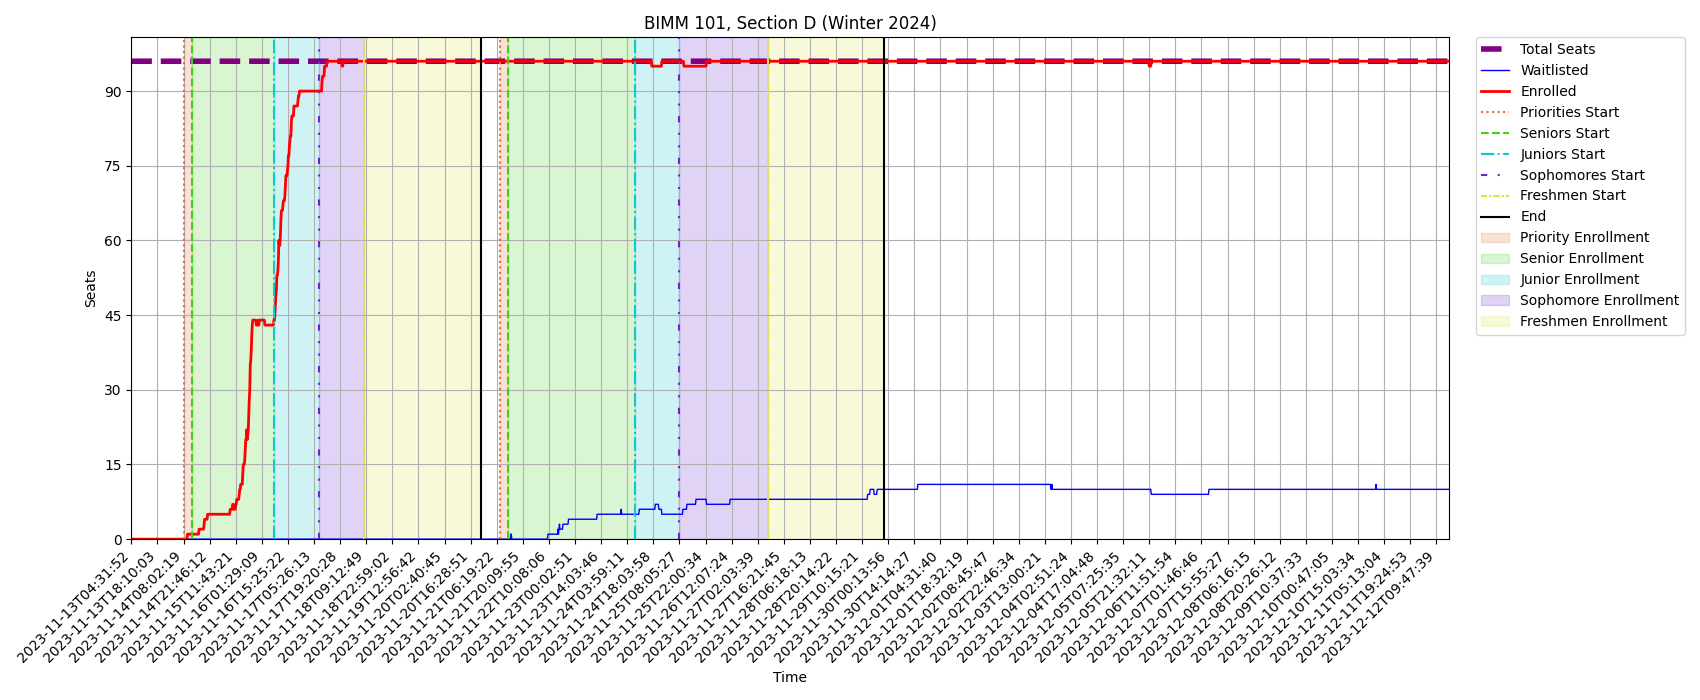 BIMM 101, Section D (Winter 2024)
Seats
90
75
60
45
30
15
0
2023-11-13T04:31:52
2023-11-13T18:10:03
2023-11-14T08:02:19
2023-11-14T21:46:12
2023-11-15T11:43:21
2023-11-16T01:29:09
2023-11-16T15:25:22
2023-11-17T05:26:13
2023-11-17T19:20:28
2023-11-18T09:12:49
2023-11-18T22:59:02
2023-11-19T12:56:42
2023-11-20T02:40:45
2023-11-20T16:28:51
2023-11-21T06:19:22
2023-11-21T20:09:55
2023-11-22T10:08:06
2023-11-23T00:02:51
2023-11-23T14:03:46
2023-11-24T03:59:11
2023-11-24T18:03:58
2023-11-25T08:05:27
2023-11-25T22:00:34
2023-11-26T12:07:24
2023-11-27T02:03:39
2023-11-27T16:21:45
2023-11-28T06:18:13
2023-11-28T20:14:22
2023-11-29T10:15:21
2023-11-30T00:13:56
2023-11-30T14:14:27
2023-12-01T04:31:40
2023-12-01T18:32:19
2023-12-02T08:45:47
2023-12-02T22:46:34
2023-12-03T13:00:21
2023-12-04T02:51:24
2023-12-04T17:04:48
2023-12-05T07:25:35
2023-12-05T21:32:11
2023-12-06T11:51:54
2023-12-07T01:46:46
2023-12-07T15:55:27
2023-12-08T06:16:15
2023-12-08T20:26:12
2023-12-09T10:37:33
2023-12-10T00:47:05
2023-12-10T15:03:34
2023-12-11T05:13:04
2023-12-11T19:24:53
2023-12-12T09:47:39
Time
Total Seats
Waitlisted
Enrolled
Priorities Start
Seniors Start
Juniors Start
Sophomores Start
Freshmen Start
End
Priority Enrollment
Senior Enrollment
Junior Enrollment
Sophomore Enrollment
Freshmen Enrollment